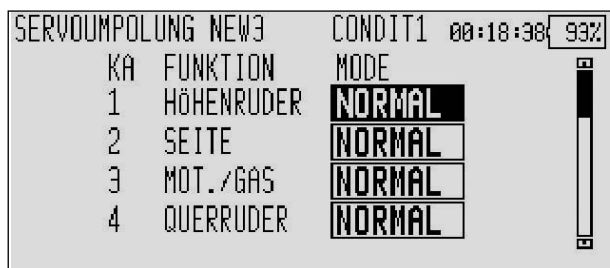 SERVOUMPOLUNG NEW3 CONDIT1 00:18:38 93%
KA FUNKTION MODE
1 HÖHENRUDER NORMAL
2 SEITE NORMAL
3 MOT./GAS NORMAL
4 QUERRUDER NORMAL